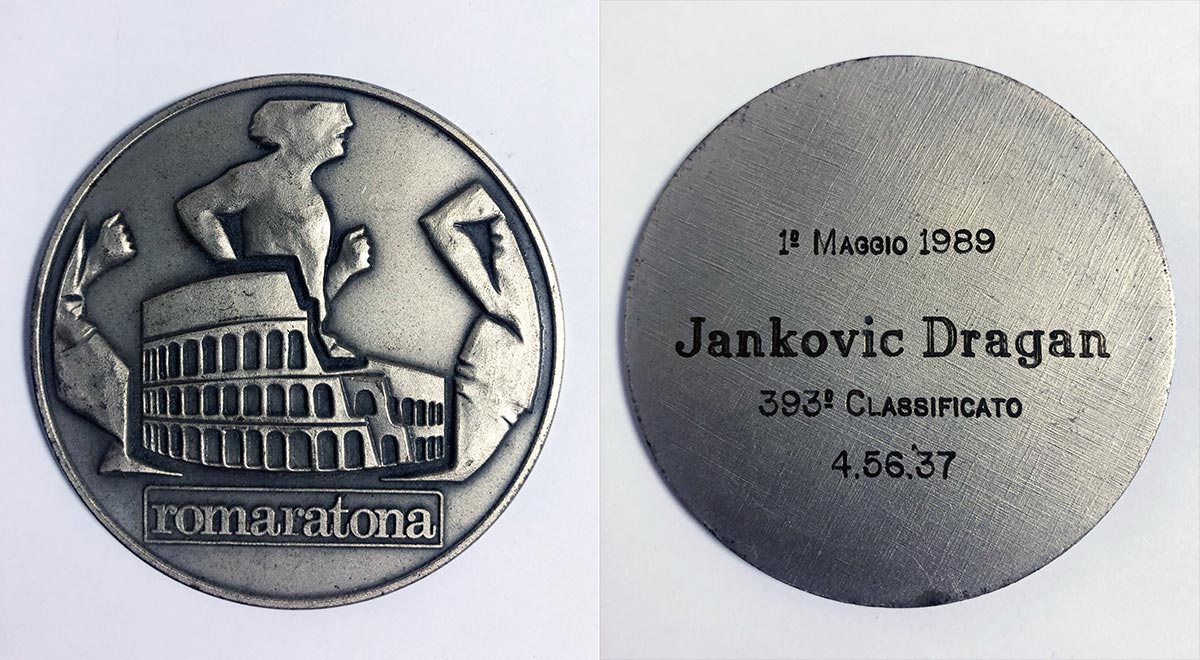 romaratona
1º Maggio 1989
Jankovic Dragan
393º Classificato
4.56.37